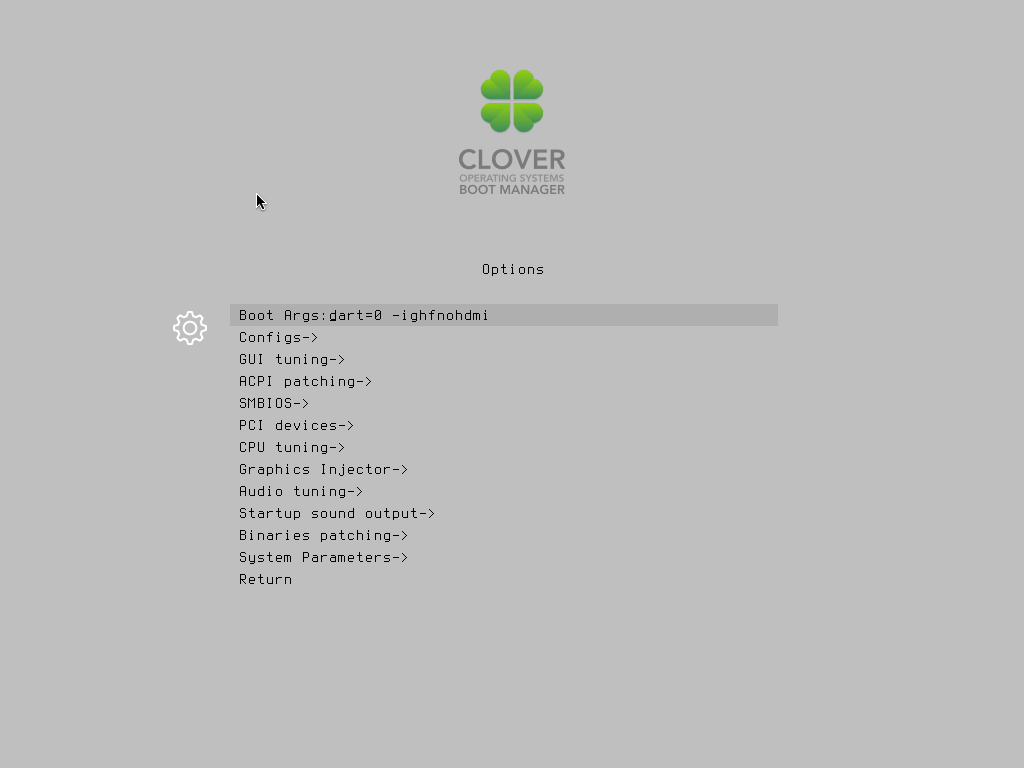 CLOVER
OPERATING SYSTEMS
BOOT MANAGER
Options
Boot Args:dart=0 -ighfnohdmi
Configs->
GUI tuning->
ACPI patching->
SMBIOS->
PCI devices->
CPU tuning->
Graphics Injector->
Audio tuning->
Startup sound output->
Binaries patching->
System Parameters->
Return